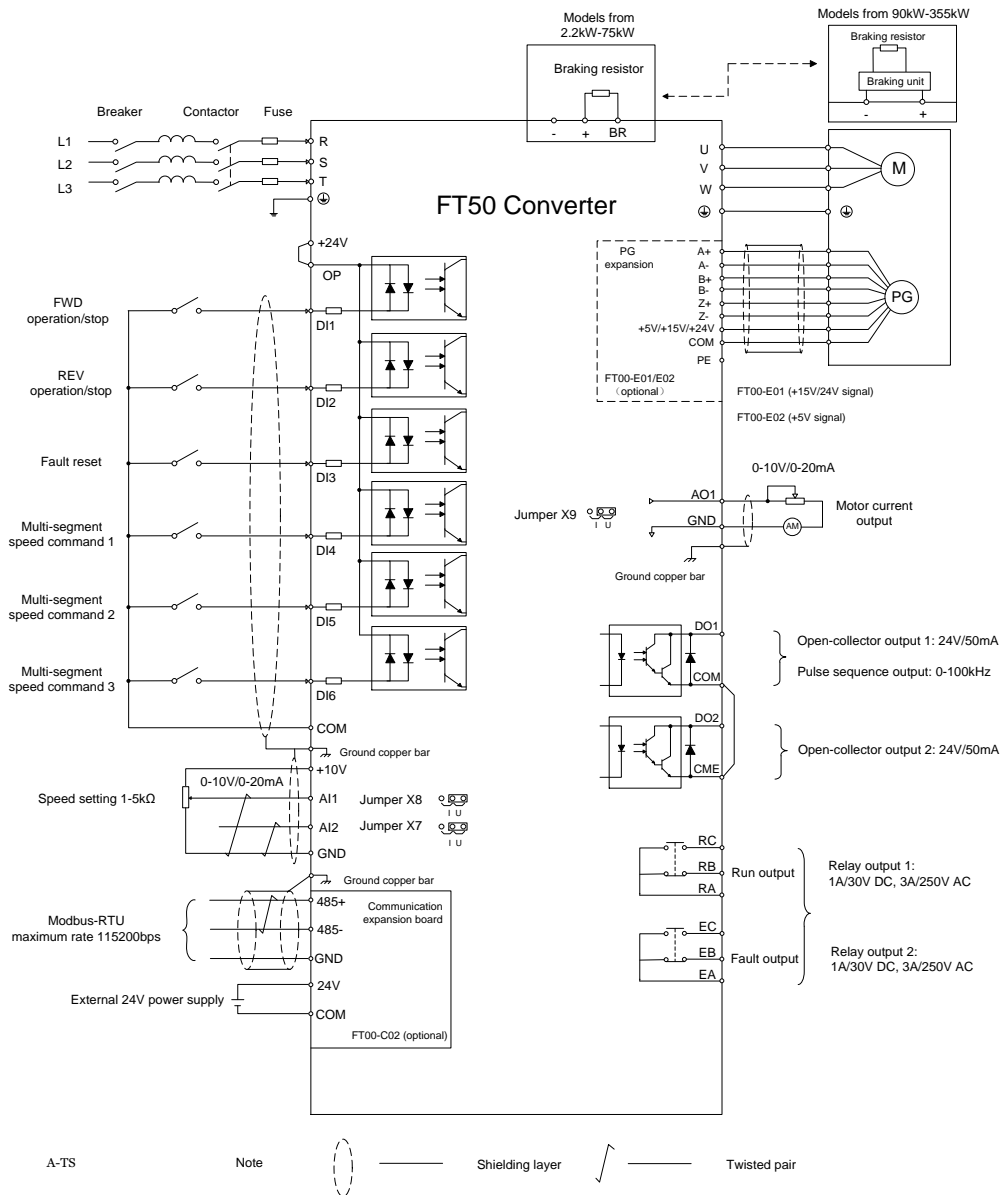 Models from
2.2kW-75kW
Braking resistor
- + BR
Models from 90kW-355kW
Braking resistor
Braking unit
- +
Breaker Contactor Fuse
L1
L2
L3
R
S
T
FT50 Converter
U
V
W
M
+24V
OP
FWD
operation/stop
DI1
REV
operation/stop
DI2
Fault reset
DI3
Multi-segment
speed command 1
DI4
Multi-segment
speed command 2
DI5
Multi-segment
speed command 3
DI6
COM
Ground copper bar
PG
expansion
A+
A-
B+
B-
Z+
Z-
+5V/+15V/+24V
COM
PE
PG
FT00-E01/E02
(optional)
FT00-E01 (+15V/24V signal)
FT00-E02 (+5V signal)
0-10V/0-20mA
Jumper X9
I U
AO1
GND
AM
Motor current
output
Ground copper bar
DO1
COM
Open-collector output 1: 24V/50mA
Pulse sequence output: 0-100kHz
DO2
CME
Open-collector output 2: 24V/50mA
+10V
0-10V/0-20mA
Speed setting 1-5kΩ
AI1
Jumper X8
I U
AI2
Jumper X7
I U
GND
Ground copper bar
RC
RB
RA
Run output
Relay output 1:
1A/30V DC, 3A/250V AC
EC
EB
EA
Fault output
Relay output 2:
1A/30V DC, 3A/250V AC
Modbus-RTU
maximum rate 115200bps
485+
485-
GND
Communication
expansion board
External 24V power supply
24V
COM
FT00-C02 (optional)
A-TS
Note
Shielding layer
Twisted pair